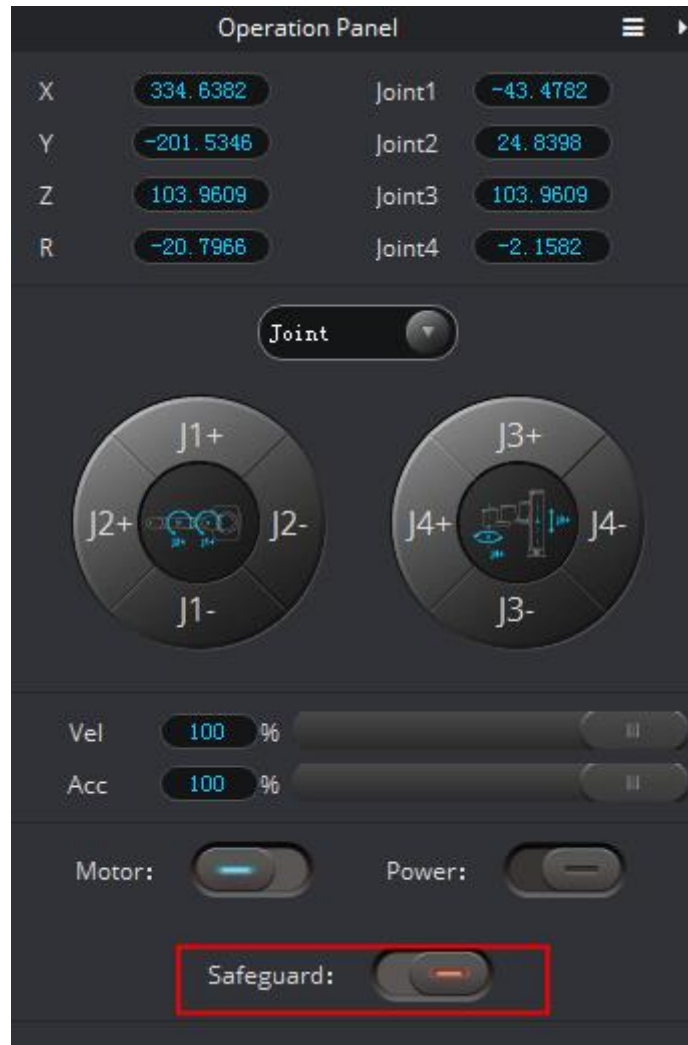 Operation Panel
X 334.6382 Joint1 -43.4782
Y -201.5346 Joint2 24.8398
Z 103.9609 Joint3 103.9609
R -20.7966 Joint4 -2.1582
Joint
J1+ J3+
J2+ J2- J4+ J4-
J1- J3-
Vel 100 %
Acc 100 %
Motor: Power:
Safeguard: